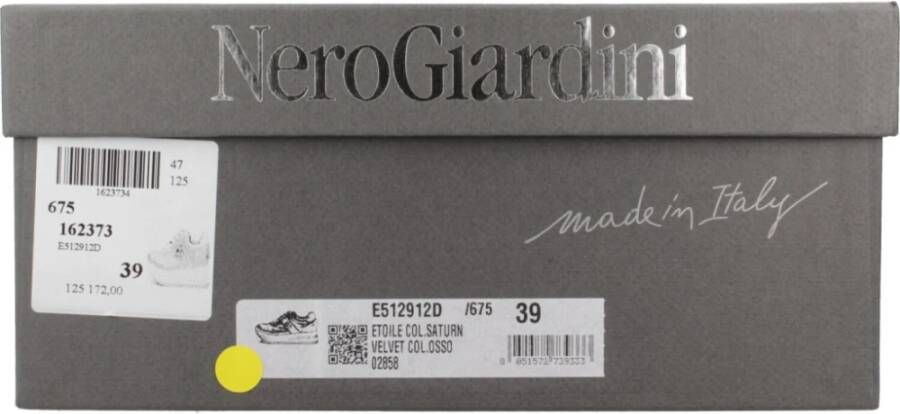 NeroGiardini
made in Italy
47
125
1623734
675
162373
E512912D
39
125 172,00
E512912D /675 39
ETOILE COL.SATURN
VELVET COL.OSSO
02858